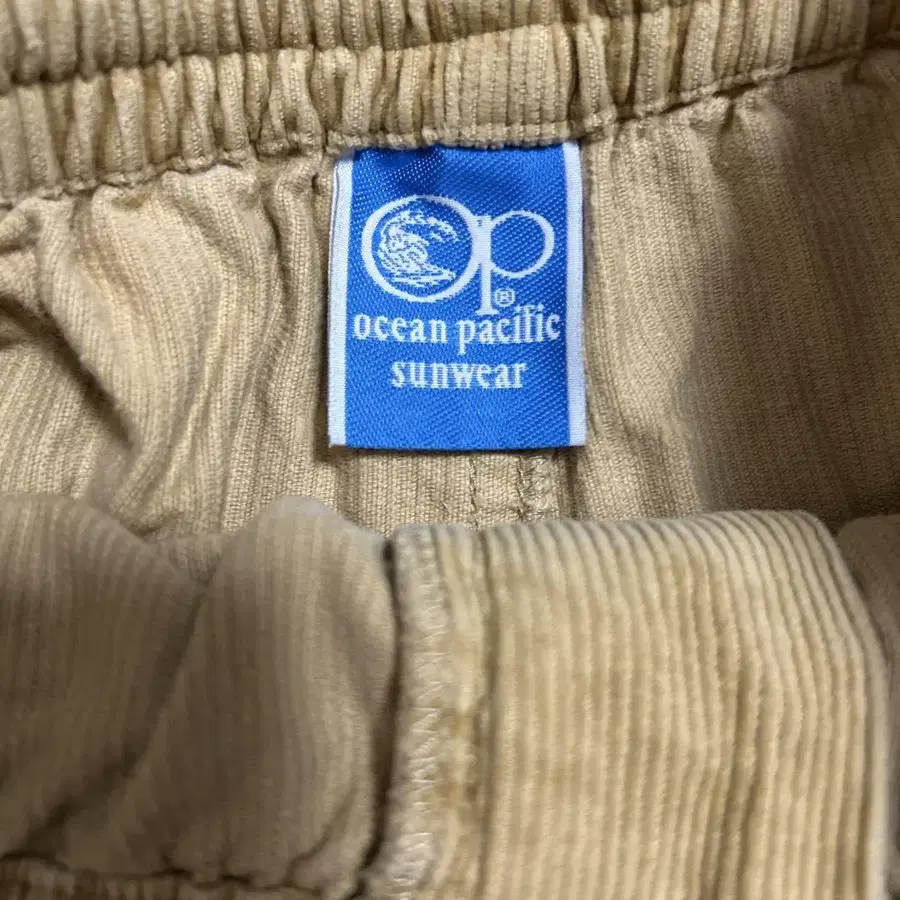 op®
ocean pacific
sunwear